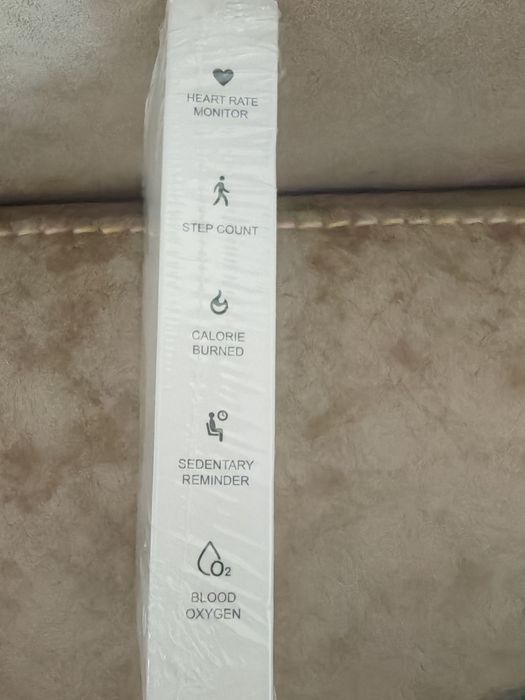 HEART RATE
MONITOR
STEP COUNT
CALORIE
BURNED
SEDENTARY
REMINDER
O2
BLOOD
OXYGEN